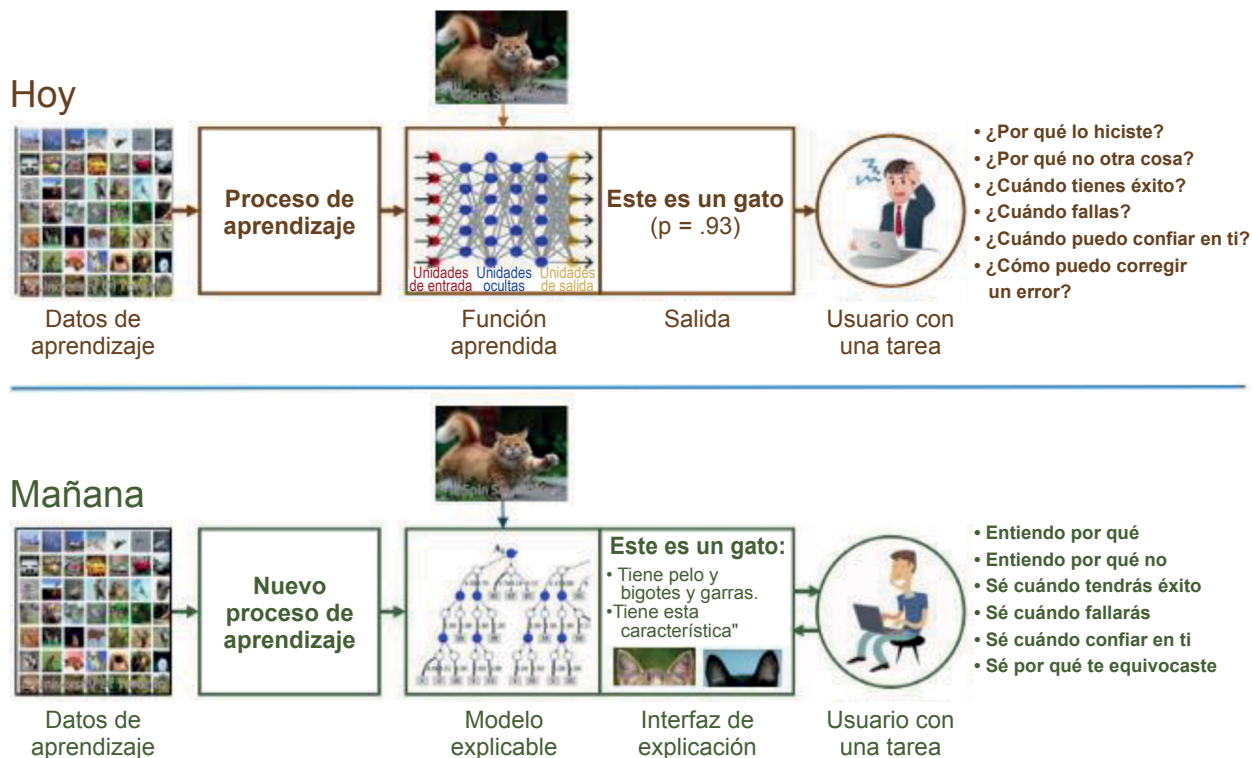 Hoy
• ¿Por qué lo hiciste?
• ¿Por qué no otra cosa?
• ¿Cuándo tienes éxito?
• ¿Cuándo fallas?
• ¿Cuándo puedo confiar en ti?
• ¿Cómo puedo corregir
un error?
Proceso de
aprendizaje
Este es un gato
(p = .93)
Unidades
de entrada
Unidades
ocultas
Unidades
de salida
Datos de
aprendizaje
Función
aprendida
Salida
Usuario con
una tarea
Mañana
Nuevo
proceso de
aprendizaje
Este es un gato:
• Tiene pelo y
bigotes y garras.
•Tiene esta
característica"
• Entiendo por qué
• Entiendo por qué no
• Sé cuándo tendrás éxito
• Sé cuándo fallarás
• Sé cuándo confiar en ti
• Sé por qué te equivocaste
Datos de
aprendizaje
Modelo
explicable
Interfaz de
explicación
Usuario con
una tarea